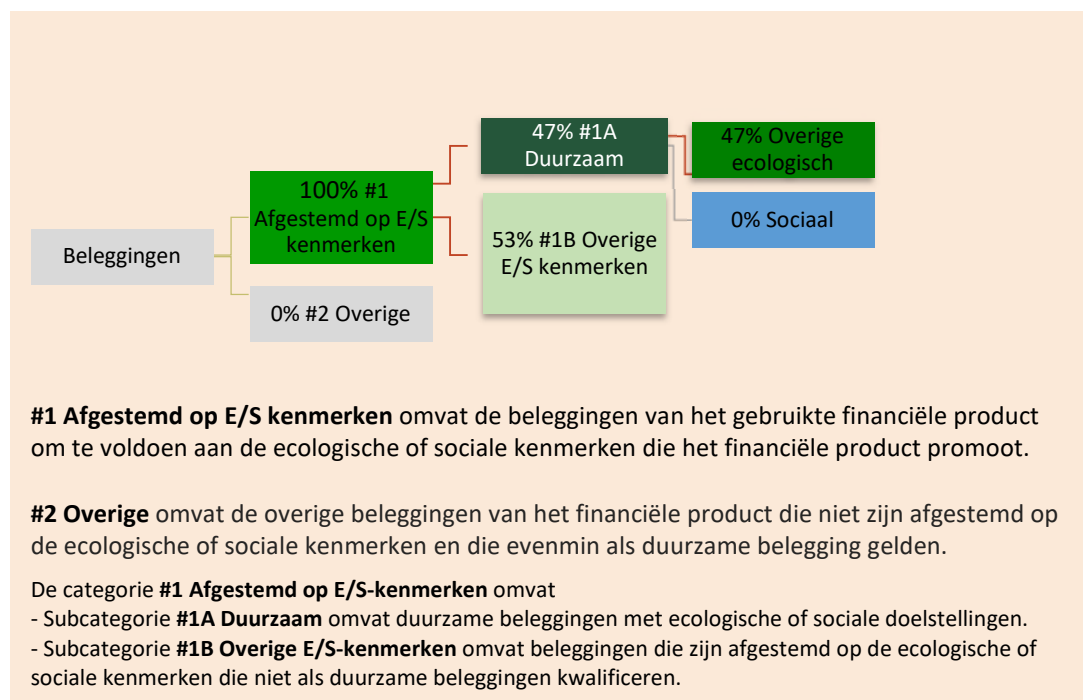 47% #1A
Duurzaam
47% Overige
ecologisch
100% #1
Afgestemd op E/S
kenmerken
0% Sociaal
53% #1B Overige
E/S kenmerken
Beleggingen
0% #2 Overige
#1 Afgestemd op E/S kenmerken omvat de beleggingen van het gebruikte financiële product
om te voldoen aan de ecologische of sociale kenmerken die het financiële product promoot.
#2 Overige omvat de overige beleggingen van het financiële product die niet zijn afgestemd op
de ecologische of sociale kenmerken en die evenmin als duurzame belegging gelden.
De categorie #1 Afgestemd op E/S-kenmerken omvat
- Subcategorie #1A Duurzaam omvat duurzame beleggingen met ecologische of sociale doelstellingen.
- Subcategorie #1B Overige E/S-kenmerken omvat beleggingen die zijn afgestemd op de ecologische of
sociale kenmerken die niet als duurzame beleggingen kwalificeren.